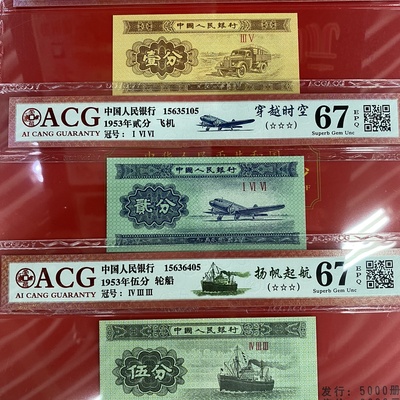 中国人民银行
III V
壹分
ACG
AI CANG GUARANTY
中国人民银行 15635105
1953年贰分 飞机
冠号: I VI VI
穿越时空
(☆☆☆)
67 EPQ
Superb Gem Unc
中国人民银行
I VI VI
贰分
ACG
AI CANG GUARANTY
中国人民银行 15636405
1953年伍分 轮船
冠号: IV III III
扬帆起航
(☆☆☆)
67 EPQ
Superb Gem Unc
中国人民银行
IV III III
伍分
发行: 5000册